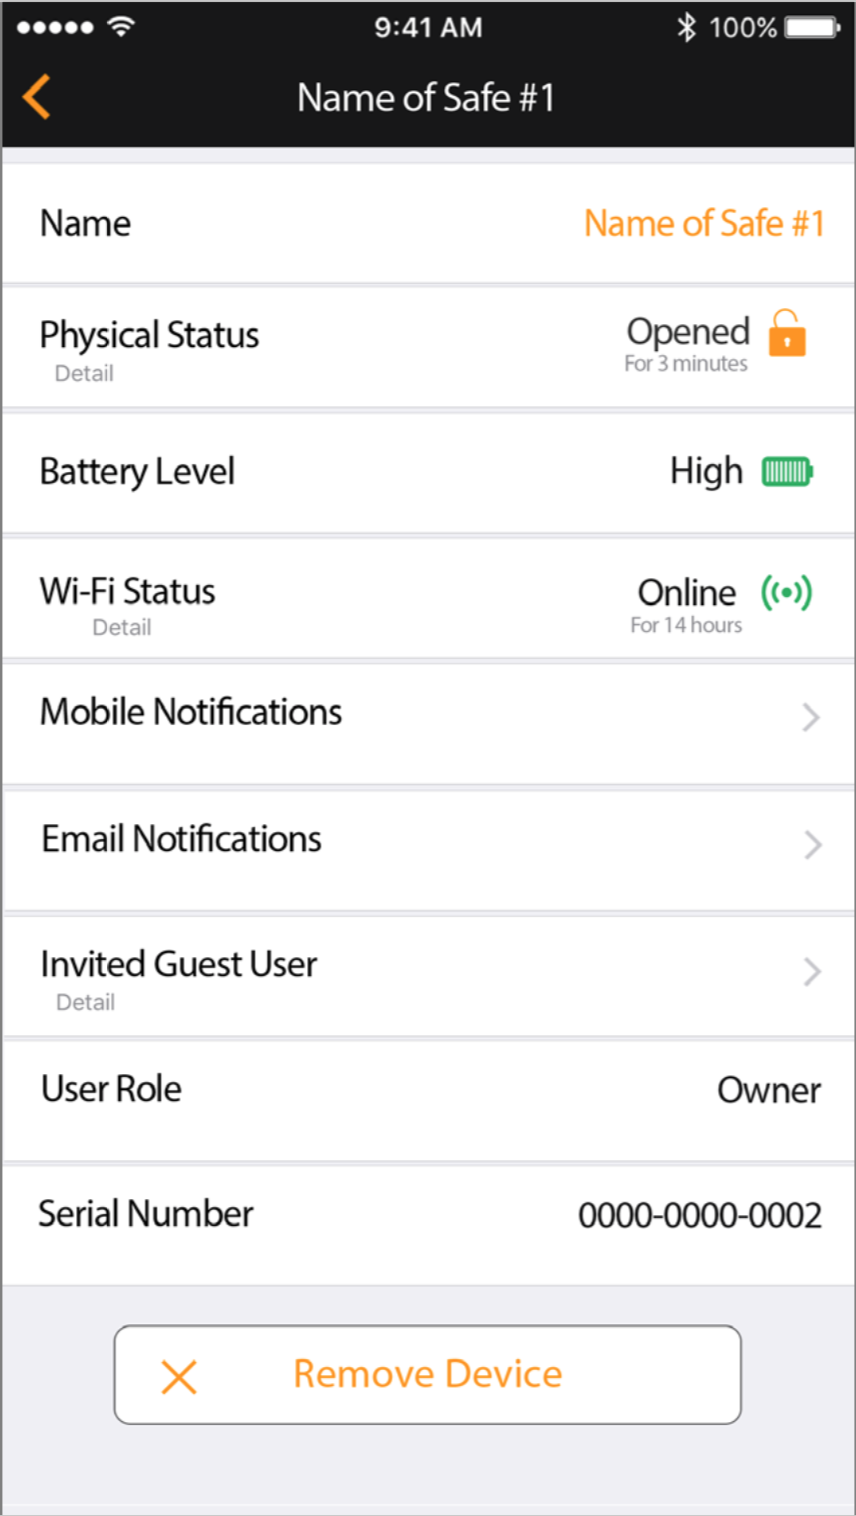 9:41 AM 100%
Name of Safe #1
Name Name of Safe #1
Physical Status Opened
Detail For 3 minutes
Battery Level High
Wi-Fi Status Online
Detail For 14 hours
Mobile Notifications
Email Notifications
Invited Guest User
Detail
User Role Owner
Serial Number 0000-0000-0002
Remove Device